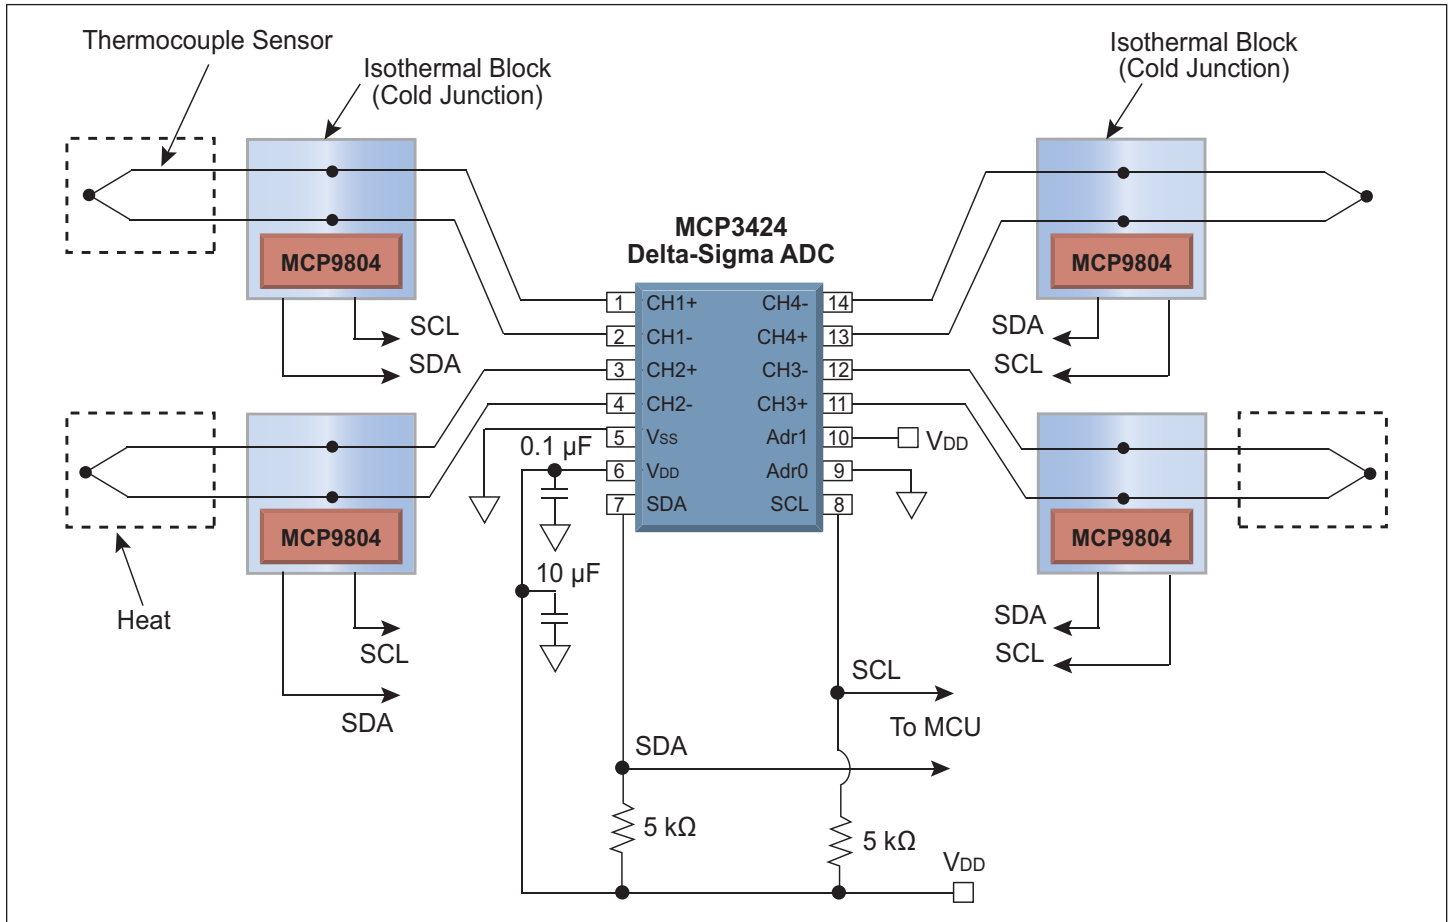 Thermocouple Sensor
Isothermal Block
(Cold Junction)
Isothermal Block
(Cold Junction)
MCP9804
SCL
SDA
MCP9804
SDA
SCL
MCP3424
Delta-Sigma ADC
1 CH1+ CH4- 14
2 CH1- CH4+ 13
3 CH2+ CH3- 12
4 CH2- CH3+ 11
5 VSS Adr1 10
6 VDD Adr0 9
7 SDA SCL 8
VDD
0.1 µF
10 µF
MCP9804
Heat
SCL
SDA
MCP9804
SDA
SCL
SCL
To MCU
SDA
5 kΩ
5 kΩ
VDD